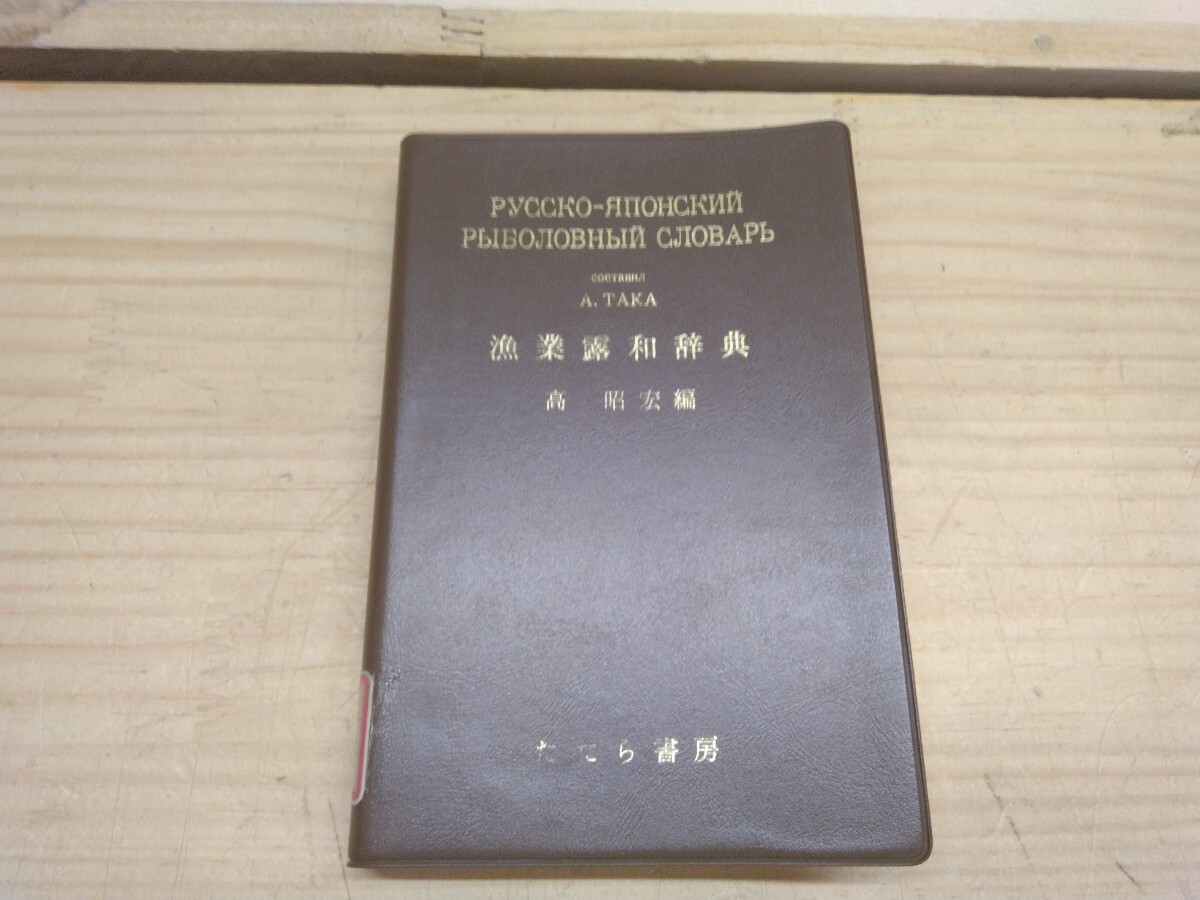 РУССКО-ЯПОНСКИЙ
РЫБОЛОВНЫЙ СЛОВАРЬ
составил
А. ТАКА
漁業露和辞典
高 昭宏編
たたら書房